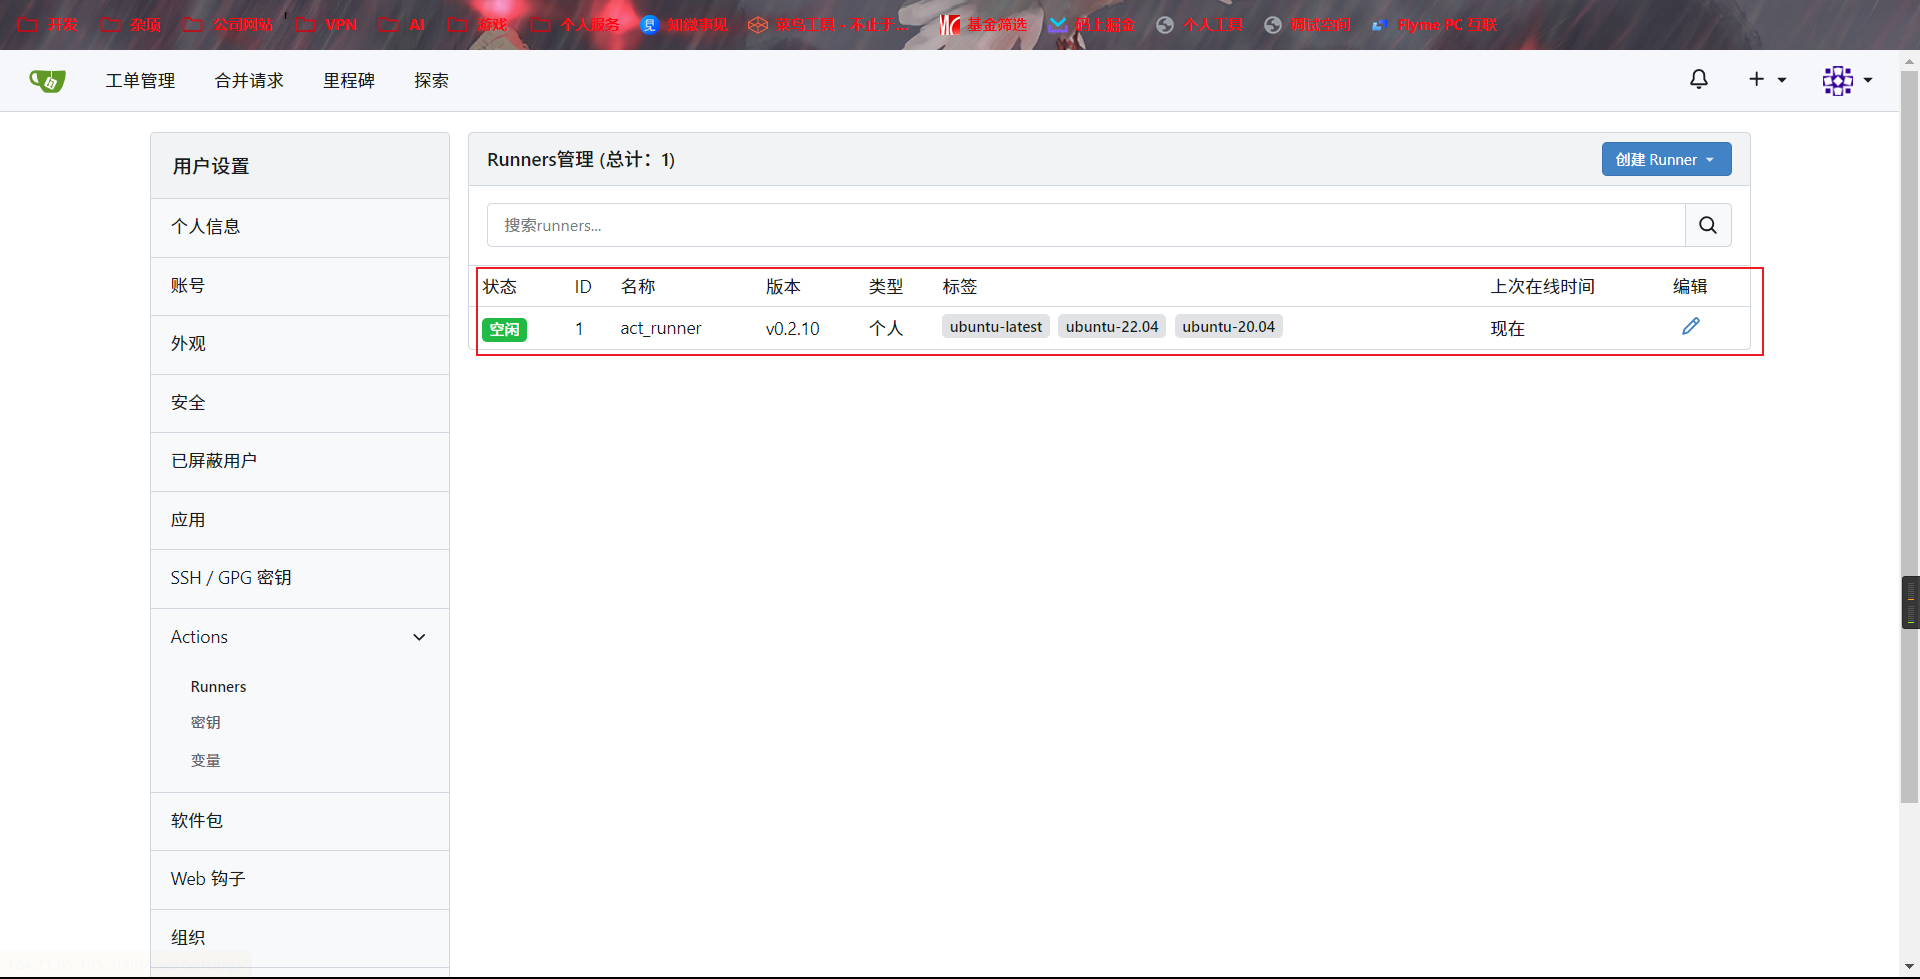 开发 杂项 公司网站 VPN AI 游戏 个人服务 知微事见 菜鸟工具 - 不止于... 基金筛选 码上掘金 个人工具 调试空间 Flyme PC 互联
工单管理 合并请求 里程碑 探索
用户设置
个人信息
账号
外观
安全
已屏蔽用户
应用
SSH / GPG 密钥
Actions
Runners
密钥
变量
软件包
Web 钩子
组织
Runners管理 (总计：1)
创建 Runner
搜索runners...
状态 ID 名称 版本 类型 标签 上次在线时间 编辑
空闲 1 act_runner v0.2.10 个人 ubuntu-latest ubuntu-22.04 ubuntu-20.04 现在